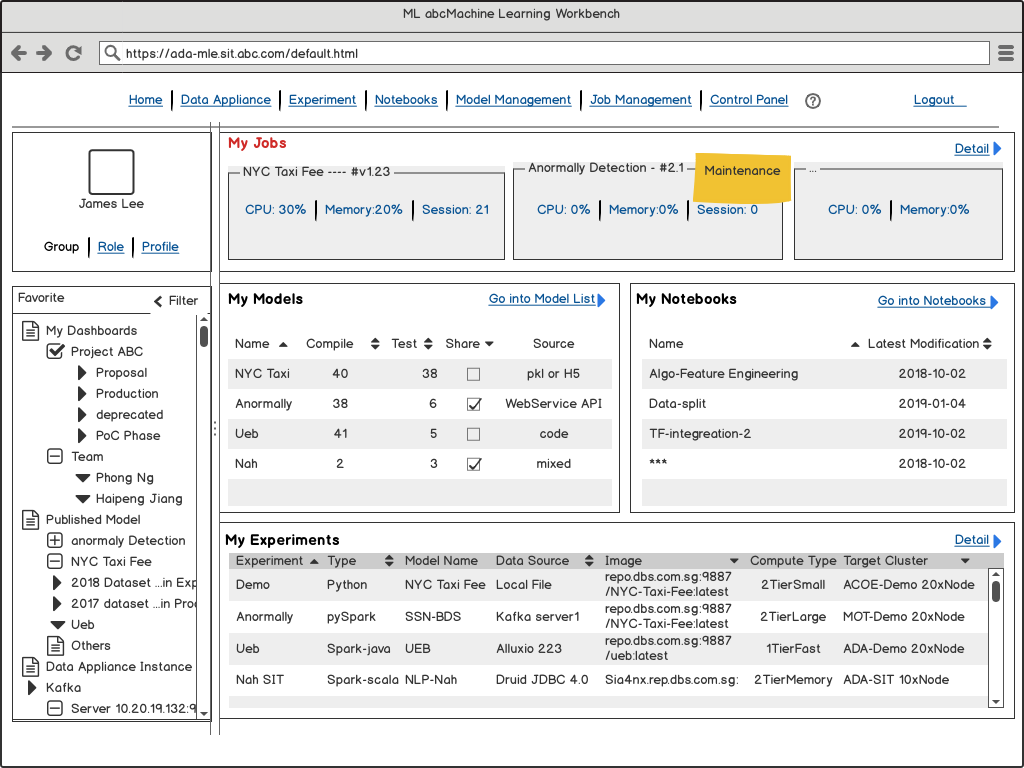 ML abcMachine Learning Workbench
https://ada-mle.sit.abc.com/default.html
Home Data Appliance Experiment Notebooks Model Management Job Management Control Panel ? Logout
James Lee
Group Role Profile
Favorite
Filter
My Dashboards
Project ABC
Proposal
Production
deprecated
PoC Phase
Team
Phong Ng
Haipeng Jiang
Published Model
anormaly Detection
NYC Taxi Fee
2018 Dataset ...in Exp
2017 dataset ...in Proc
Ueb
Others
Data Appliance Instance
Kafka
Server 10.20.19.132:9
My Jobs
Detail
NYC Taxi Fee ---- #v1.23
CPU: 30% Memory:20% Session: 21
Anormally Detection - #2.1
Maintenance
CPU: 0% Memory:0% Session: 0
...
CPU: 0% Memory:0%
My Models
Go into Model List
Name Compile Test Share Source
NYC Taxi 40 38 pkl or H5
Anormally 38 6 WebService API
Ueb 41 5 code
Nah 2 3 mixed
My Notebooks
Go into Notebooks
Name Latest Modification
Algo-Feature Engineering 2018-10-02
Data-split 2019-01-04
TF-integreation-2 2019-10-02
*** 2018-10-02
My Experiments
Detail
Experiment Type Model Name Data Source Image Compute Type Target Cluster
Demo Python NYC Taxi Fee Local File repo.dbs.com.sg:9887 2TierSmall ACOE-Demo 20xNode
/NYC-Taxi-Fee:latest
Anormally pySpark SSN-BDS Kafka server1 repo.dbs.com.sg:9887 2TierLarge MOT-Demo 20xNode
/NYC-Taxi-Fee:latest
Ueb Spark-java UEB Alluxio 223 repo.dbs.com.sg:9887 1TierFast ADA-Demo 20xNode
/ueb:latest
Nah SIT Spark-scala NLP-Nah Druid JDBC 4.0 Sia4nx.rep.dbs.com.sg: 2TierMemory ADA-SIT 10xNode